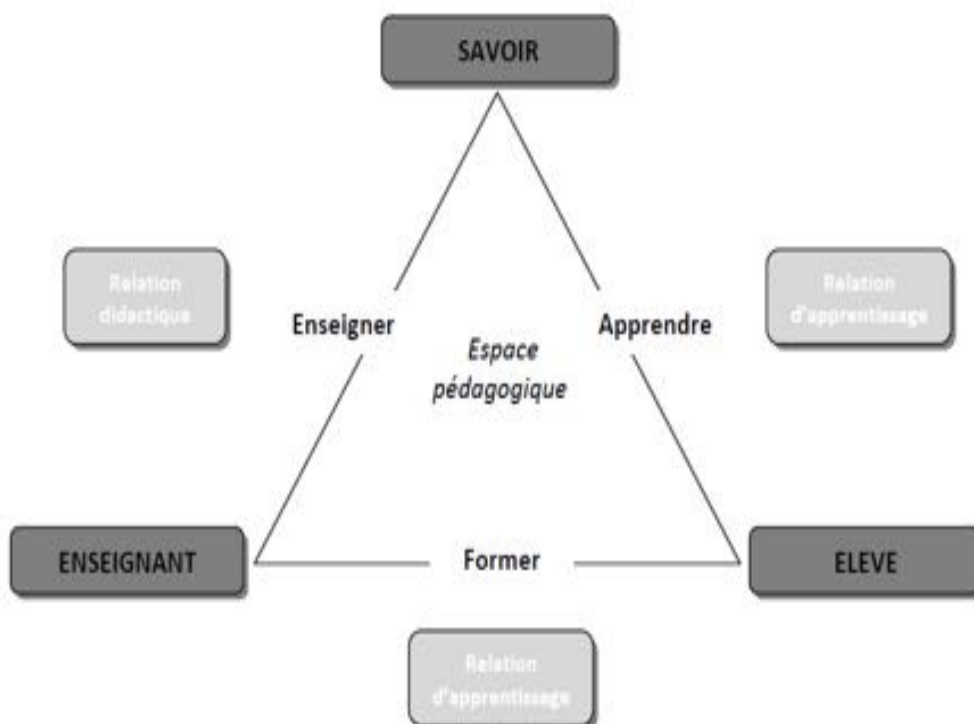 SAVOIR
Relation
didactique
Relation
d'apprentissage
Enseigner
Apprendre
Espace
pédagogique
ENSEIGNANT
Former
ELEVE
Relation
d'apprentissage